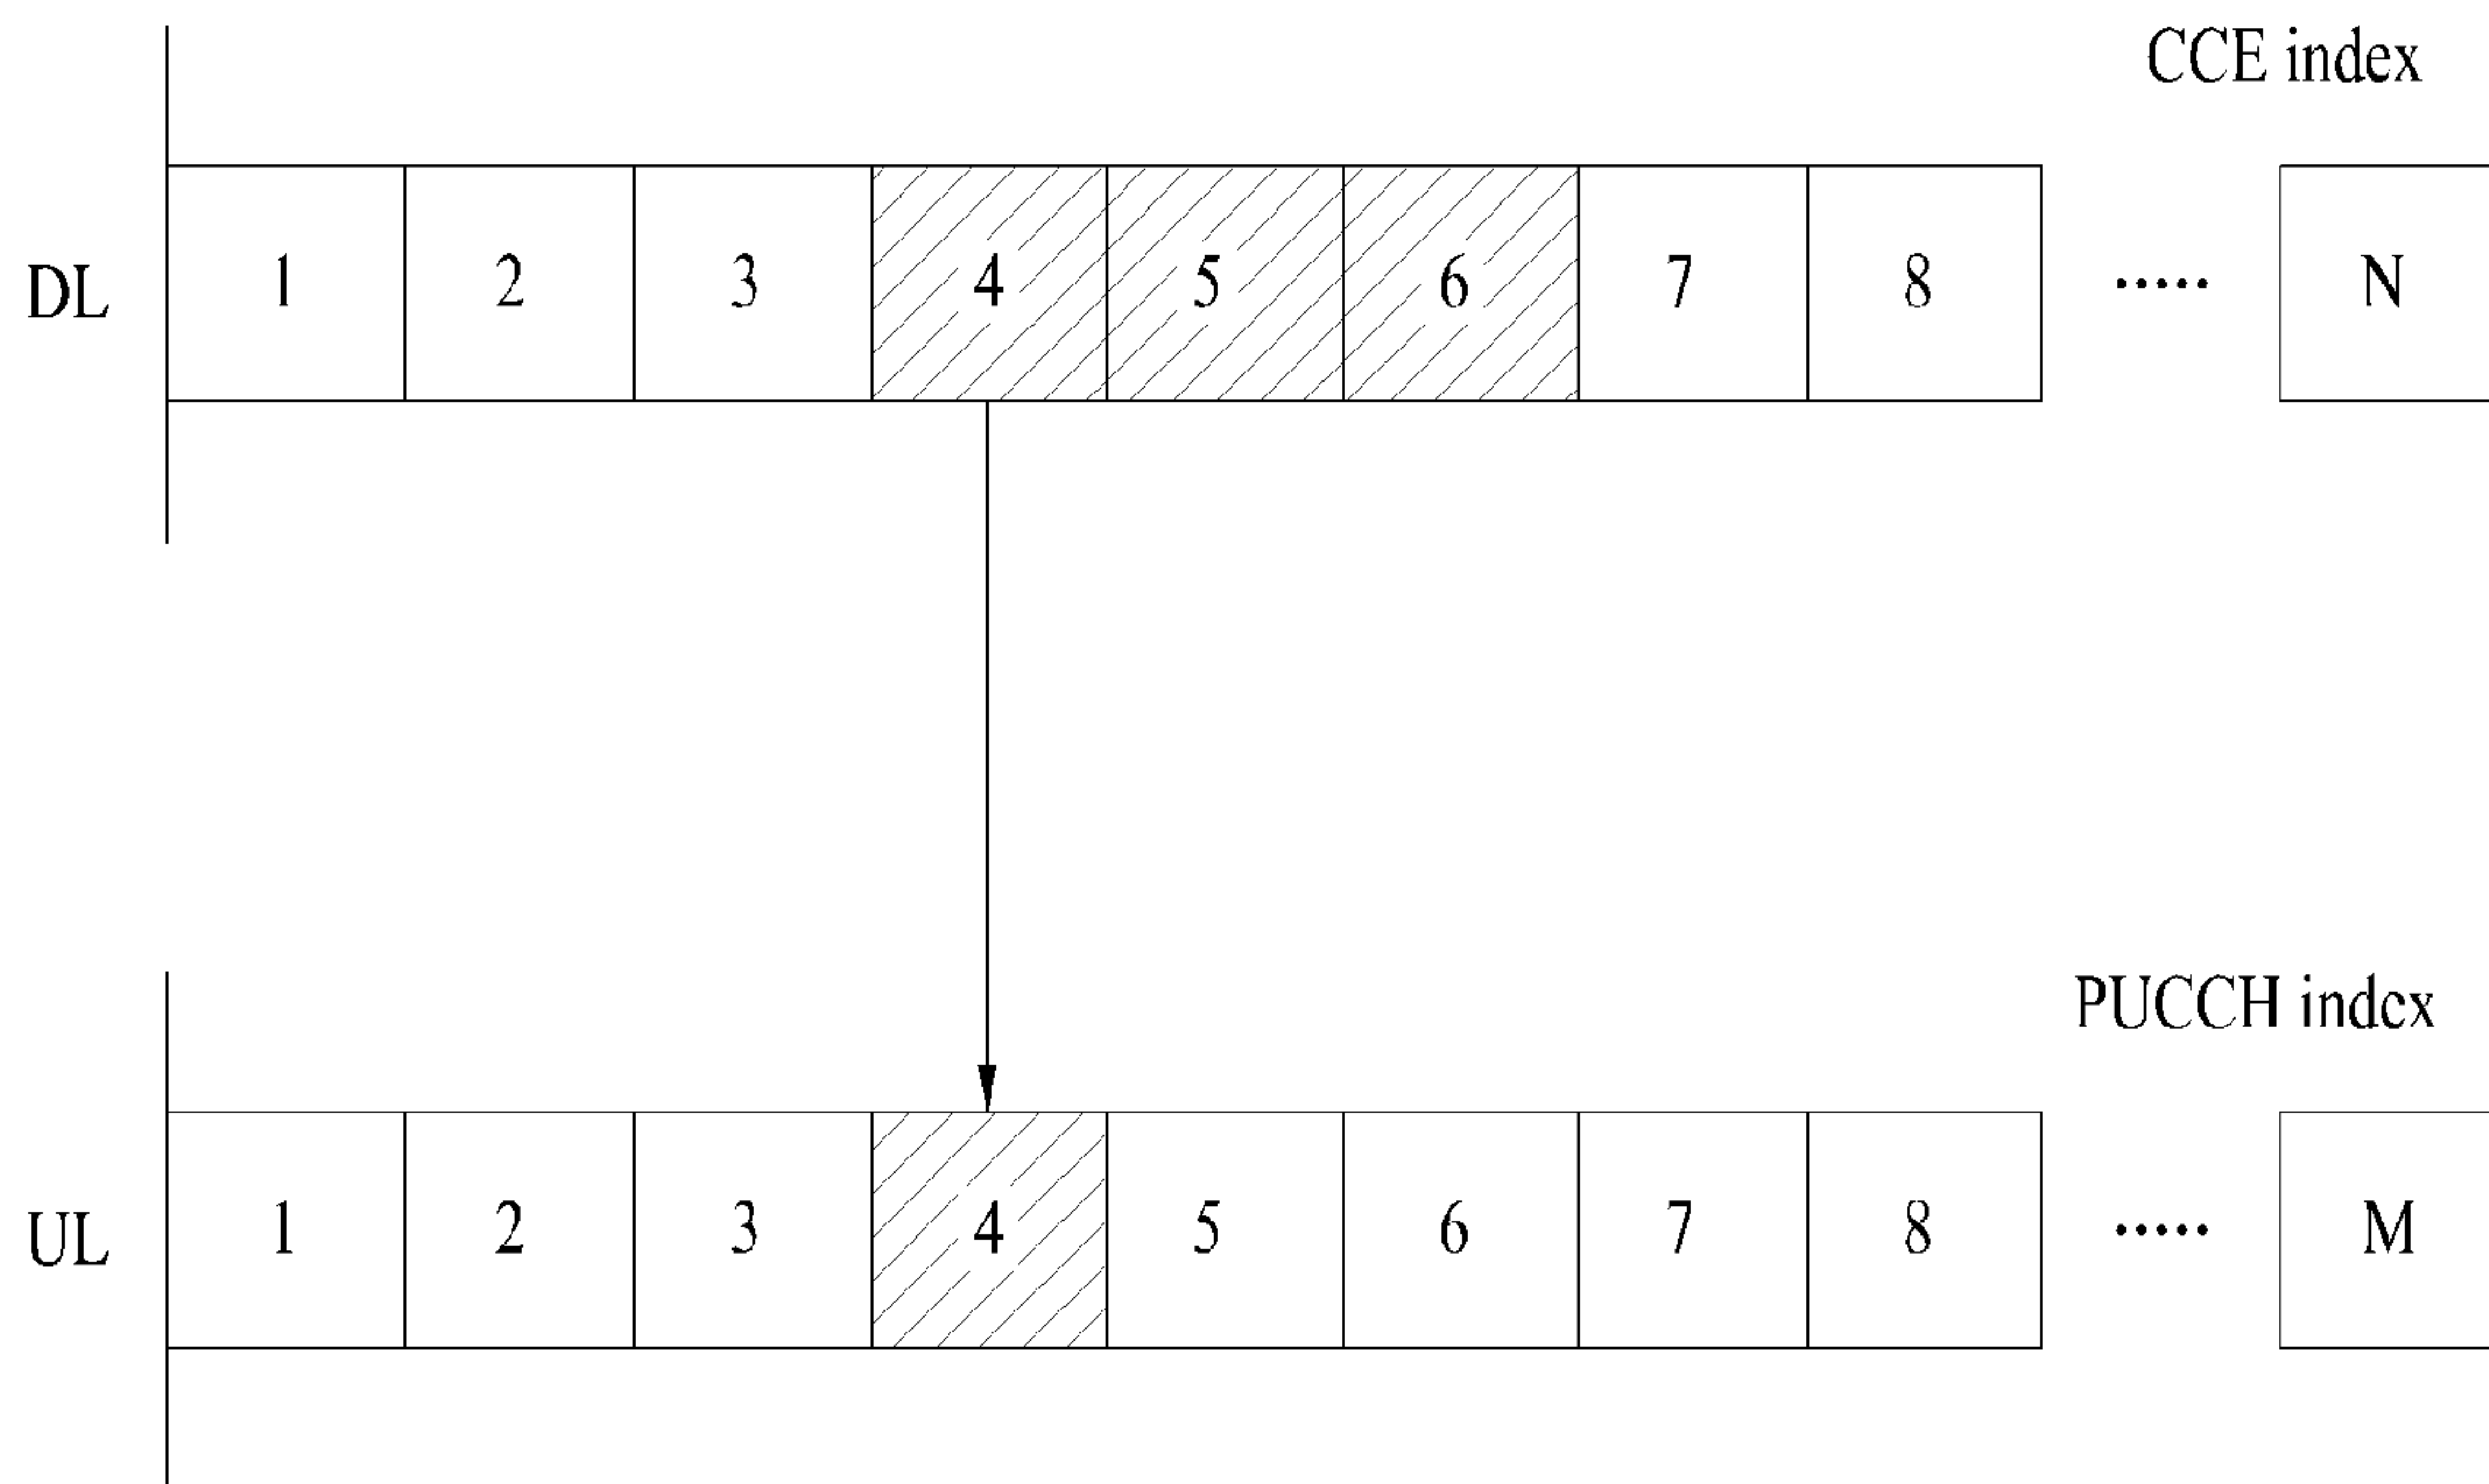 CCE index
DL 1 2 3 4 5 6 7 8 ····· N
PUCCH index
UL 1 2 3 4 5 6 7 8 ····· M